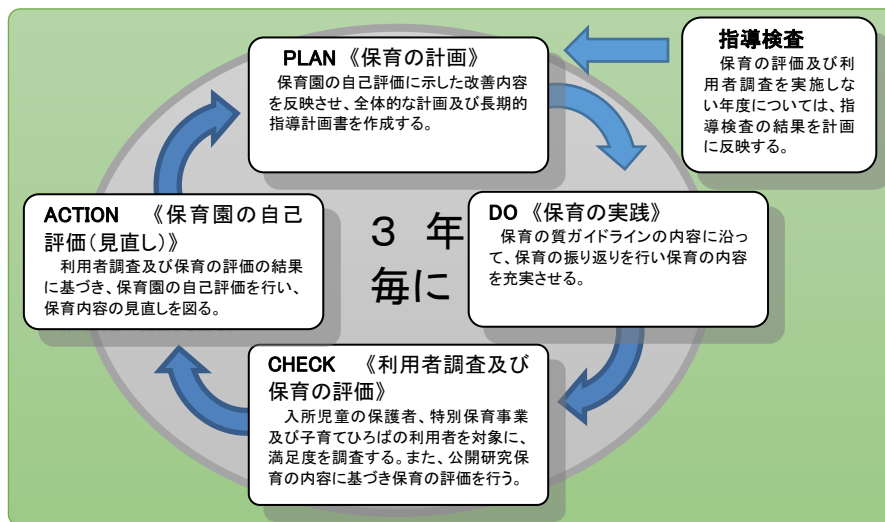 PLAN 《保育の計画》
保育園の自己評価に示した改善内容
を反映させ、全体的な計画及び長期的
指導計画書を作成する。
指導検査
保育の評価及び利
用者調査を実施しな
い年度については、指
導検査の結果を計画
に反映する。
ACTION 《保育園の自己
評価(見直し)》
利用者調査及び保育の評価の結果
に基づき、保育園の自己評価を行い、
保育内容の見直しを図る。
3 年
毎に
DO 《保育の実践》
保育の質ガイドラインの内容に沿っ
て、保育の振り返りを行い保育の内容
を充実させる。
CHECK 《利用者調査及び
保育の評価》
入所児童の保護者、特別保育事業
及び子育てひろばの利用者を対象に、
満足度を調査する。また、公開研究保
育の内容に基づき保育の評価を行う。